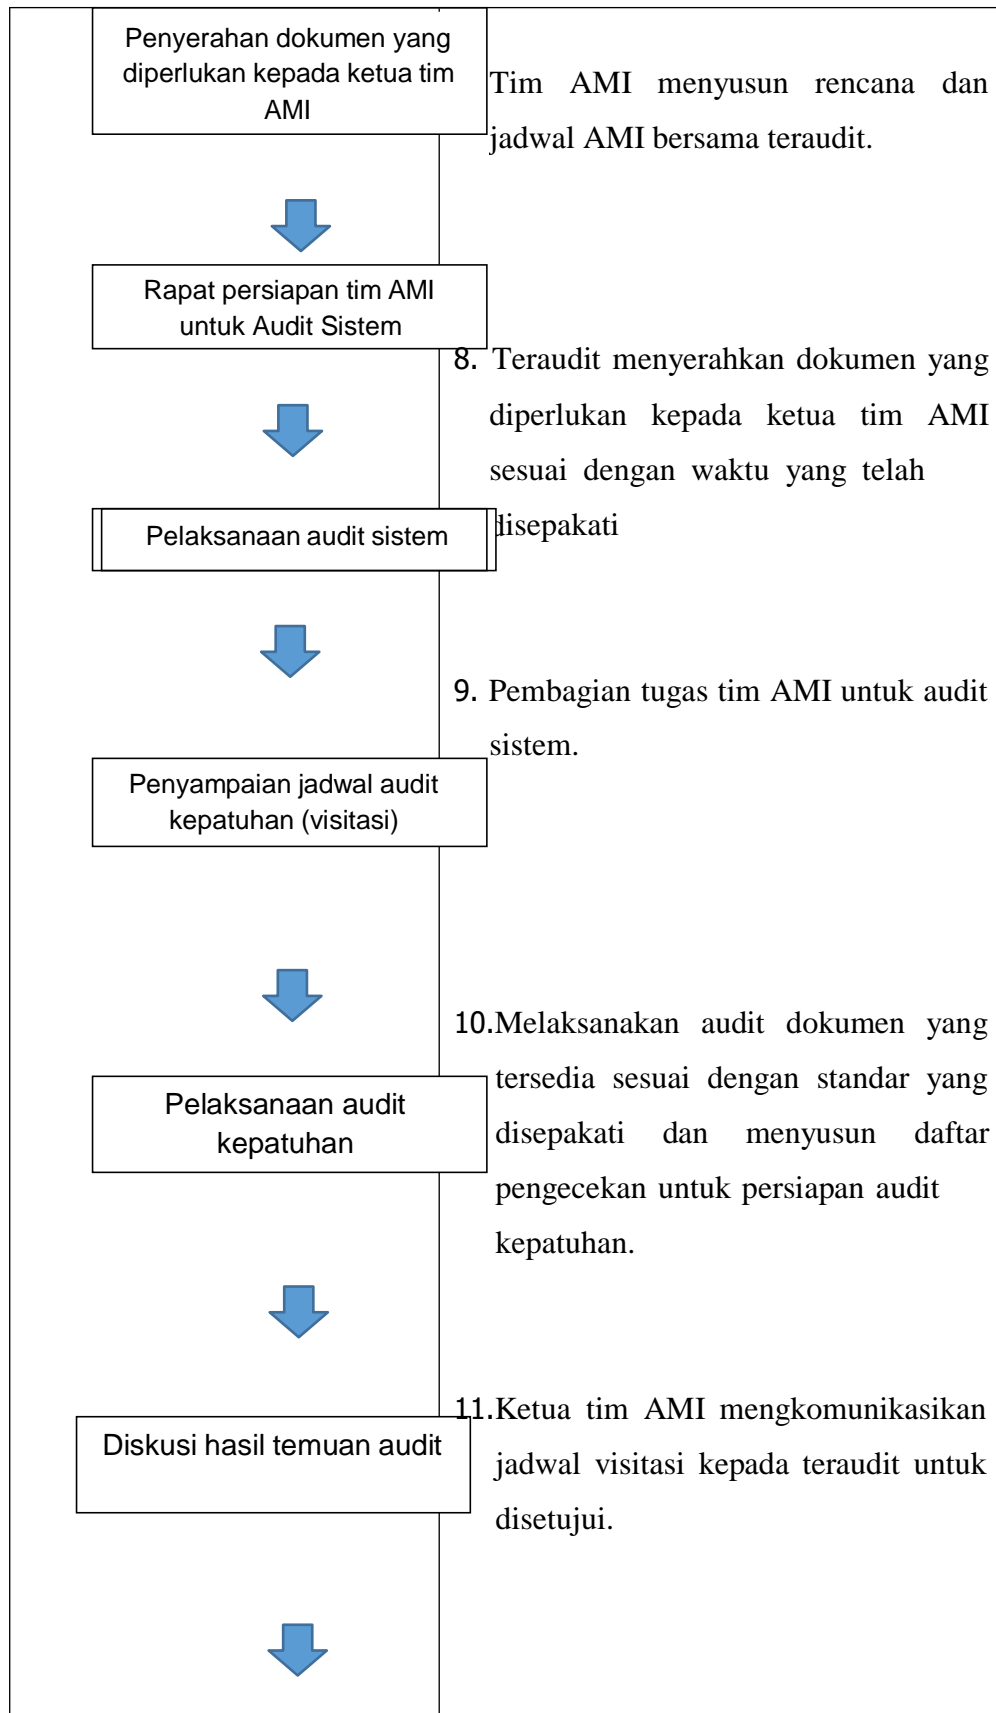 Penyerahan dokumen yang
diperlukan kepada ketua tim
AMI
Tim AMI menyusun rencana dan
jadwal AMI bersama teraudit.
Rapat persiapan tim AMI
untuk Audit Sistem
8. Teraudit menyerahkan dokumen yang
diperlukan kepada ketua tim AMI
sesuai dengan waktu yang telah
disepakati
Pelaksanaan audit sistem
9. Pembagian tugas tim AMI untuk audit
sistem.
Penyampaian jadwal audit
kepatuhan (visitasi)
10.Melaksanakan audit dokumen yang
tersedia sesuai dengan standar yang
disepakati dan menyusun daftar
pengecekan untuk persiapan audit
kepatuhan.
Pelaksanaan audit
kepatuhan
11.Ketua tim AMI mengkomunikasikan
jadwal visitasi kepada teraudit untuk
disetujui.
Diskusi hasil temuan audit